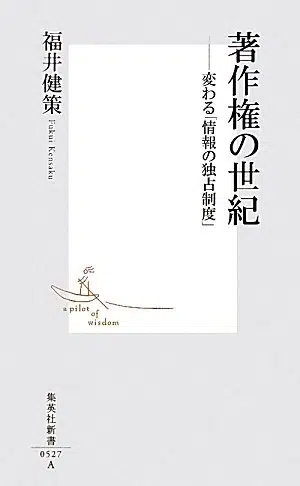 著作権の世紀
――変わる「情報の独占制度」
福井健策
Fukui Kensaku
a pilot
of
wisdom
集英社新書
0527
A